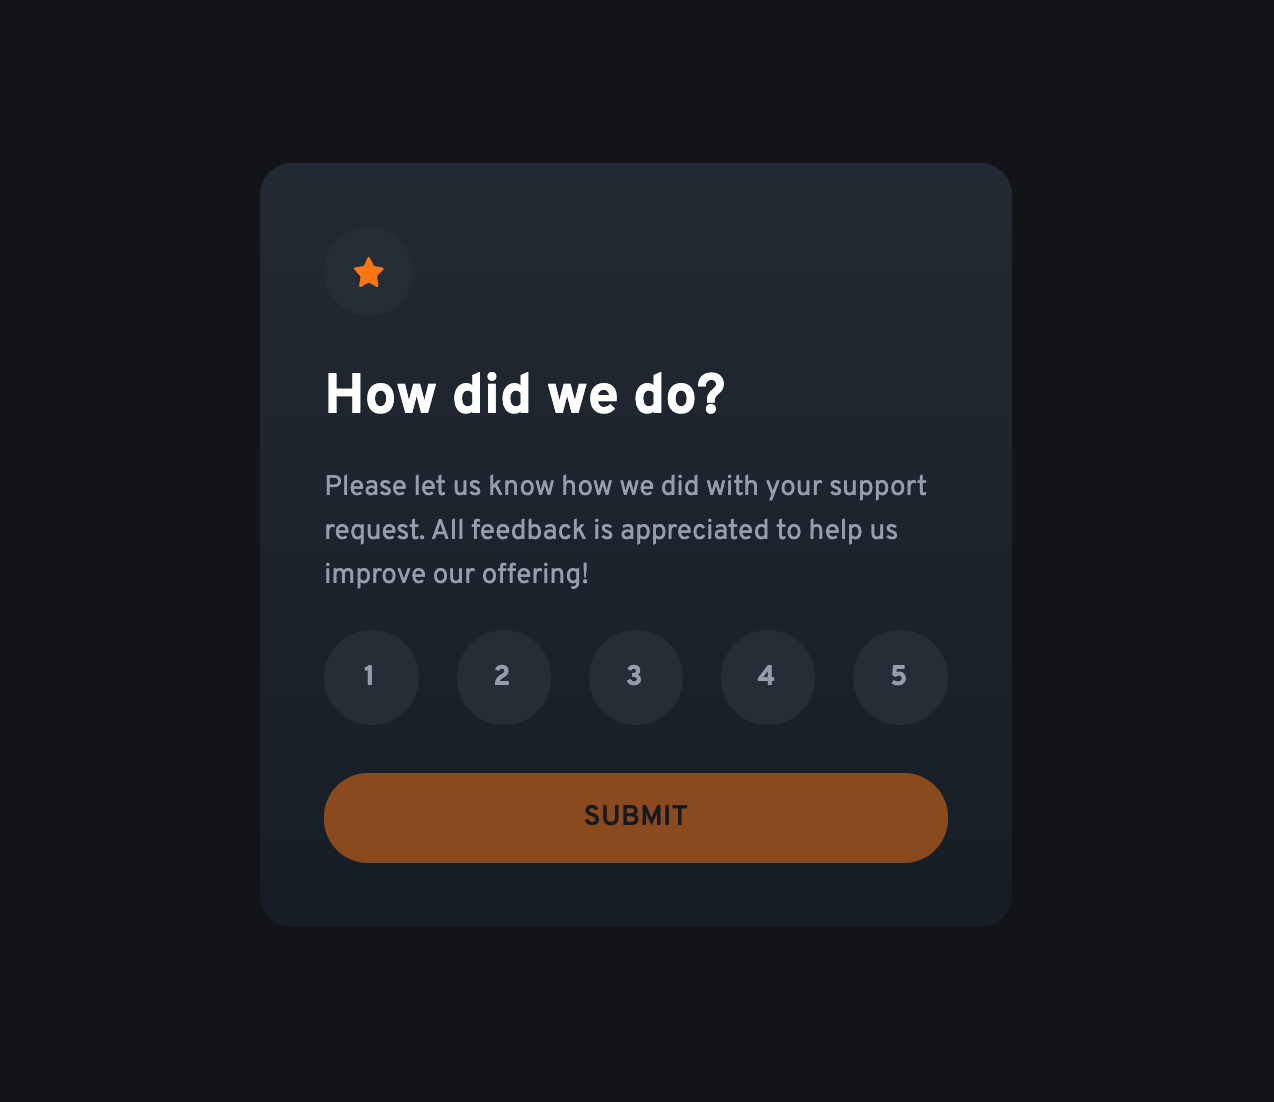 How did we do?
Please let us know how we did with your support
request. All feedback is appreciated to help us
improve our offering!
1 2 3 4 5
SUBMIT